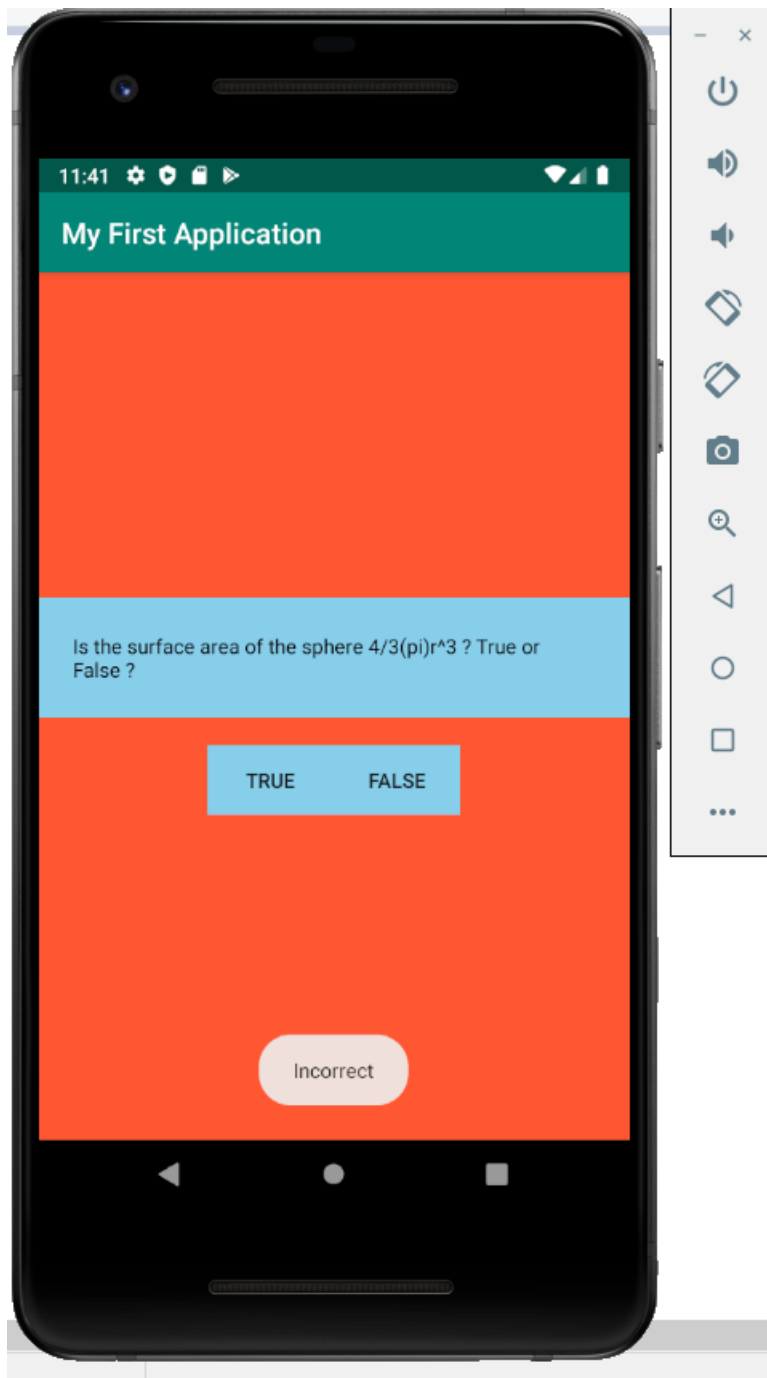 11:41
My First Application
Is the surface area of the sphere 4/3(pi)r^3 ? True or
False ?
TRUE FALSE
Incorrect